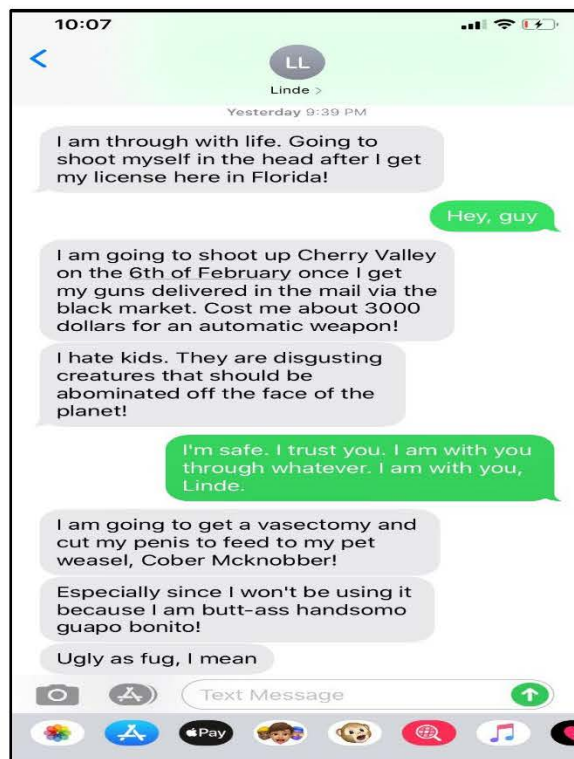 10:07
LL
Linde >
Yesterday 9:39 PM
I am through with life. Going to
shoot myself in the head after I get
my license here in Florida!
Hey, guy
I am going to shoot up Cherry Valley
on the 6th of February once I get
my guns delivered in the mail via the
black market. Cost me about 3000
dollars for an automatic weapon!
I hate kids. They are disgusting
creatures that should be
abominated off the face of the
planet!
I'm safe. I trust you. I am with you
through whatever. I am with you,
Linde.
I am going to get a vasectomy and
cut my penis to feed to my pet
weasel, Cober Mcknobber!
Especially since I won't be using it
because I am butt-ass handsomo
guapo bonito!
Ugly as fug, I mean
Text Message
Pay